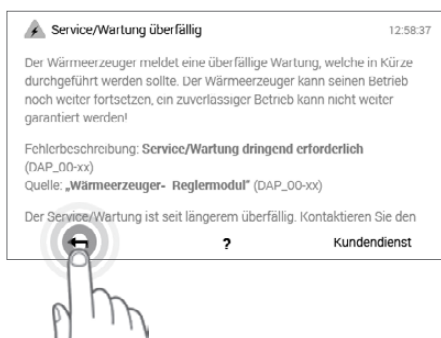 Service/Wartung überfällig 12:58:37
Der Wärmeerzeuger meldet eine überfällige Wartung, welche in Kürze
durchgeführt werden sollte. Der Wärmeerzeuger kann seinen Betrieb
noch weiter fortsetzen, ein zuverlässiger Betrieb kann nicht weiter
garantiert werden!
Fehlerbeschreibung: Service/Wartung dringend erforderlich
(DAP_00-xx)
Quelle: „Wärmeerzeuger- Reglermodul" (DAP_00-xx)
Der Service/Wartung ist seit längerem überfällig. Kontaktieren Sie den
? Kundendienst